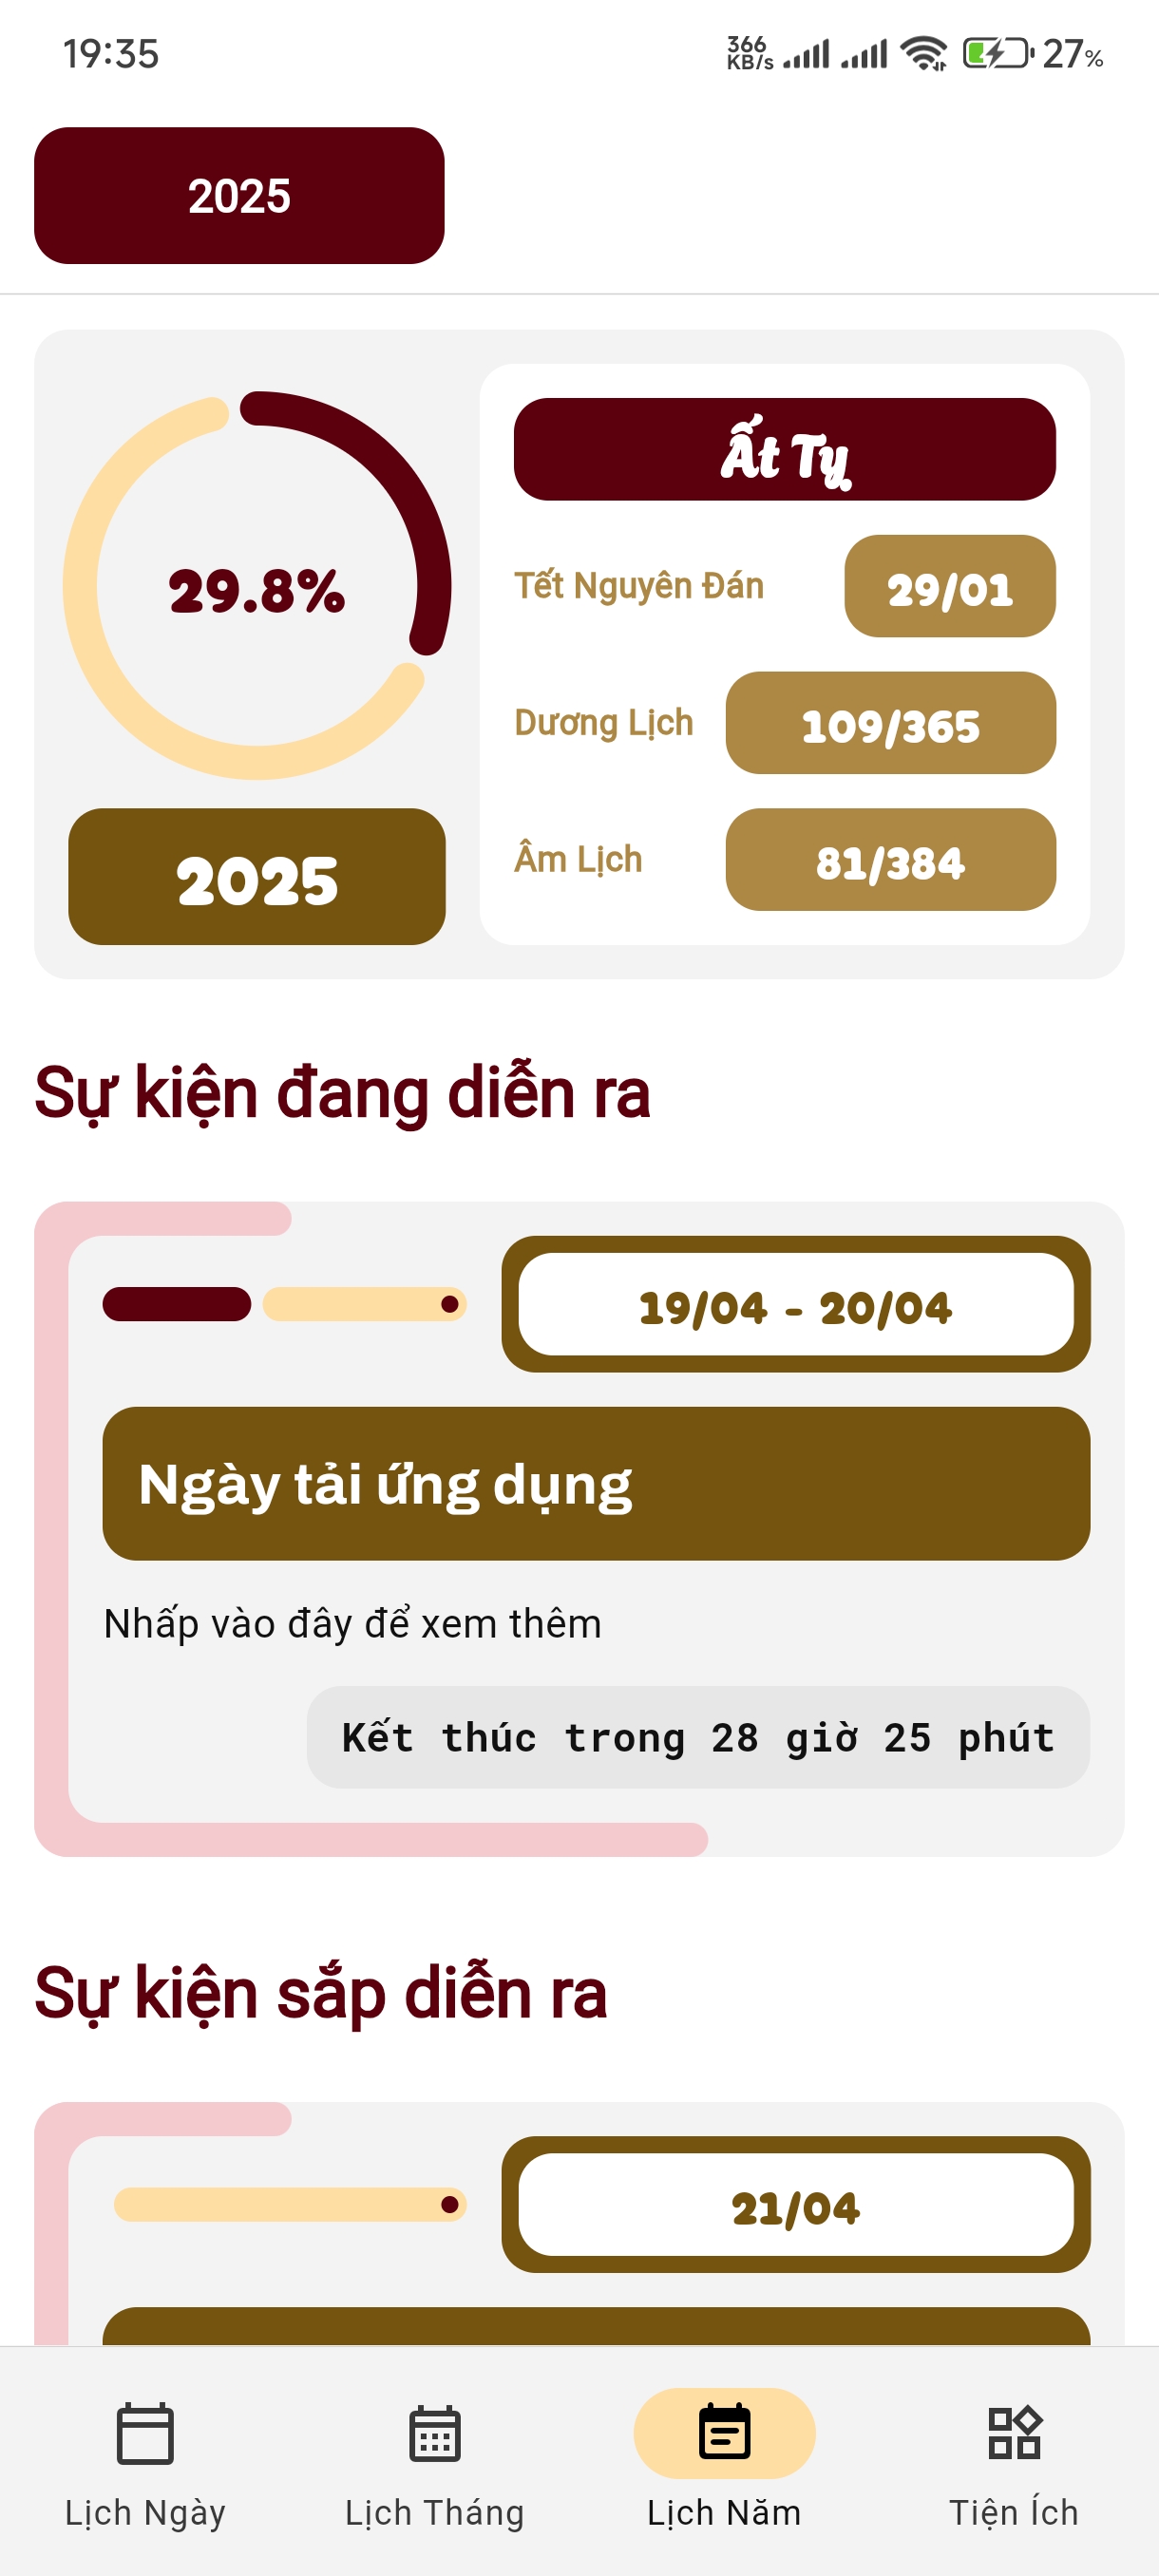 19:35
366
KB/s
27%
2025
29.8%
2025
Ất Tỵ
Tết Nguyên Đán
29/01
Dương Lịch
109/365
Âm Lịch
81/384
Sự kiện đang diễn ra
19/04 - 20/04
Ngày tải ứng dụng
Nhấp vào đây để xem thêm
Kết thúc trong 28 giờ 25 phút
Sự kiện sắp diễn ra
21/04
Lịch Ngày
Lịch Tháng
Lịch Năm
Tiện Ích